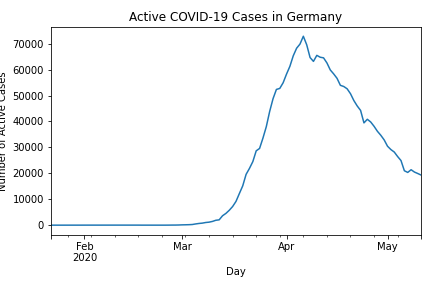 Active COVID-19 Cases in Germany
Number of Active Cases
70000
60000
50000
40000
30000
20000
10000
0
Feb
2020
Mar
Apr
May
Day